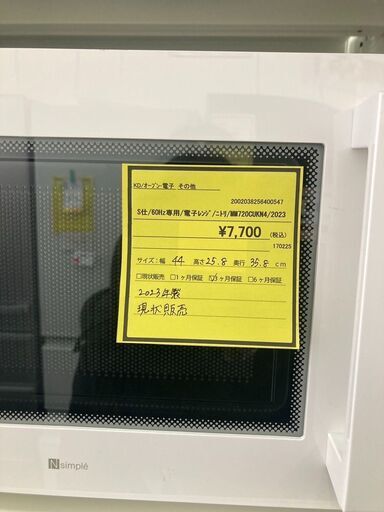 KD/オーブン・電子 その他
2002038256400547
S仕/60Hz専用/電子レンジ/ニトリ/MM720CUKN4/2023
¥7,700 (税込)
170225
サイズ:幅 44 高さ 25.8 奥行 35.8 cm
□現状販売 □1ヶ月保証 ☑3ヶ月保証 □6ヶ月保証
2023年製
現状販売
N simplé